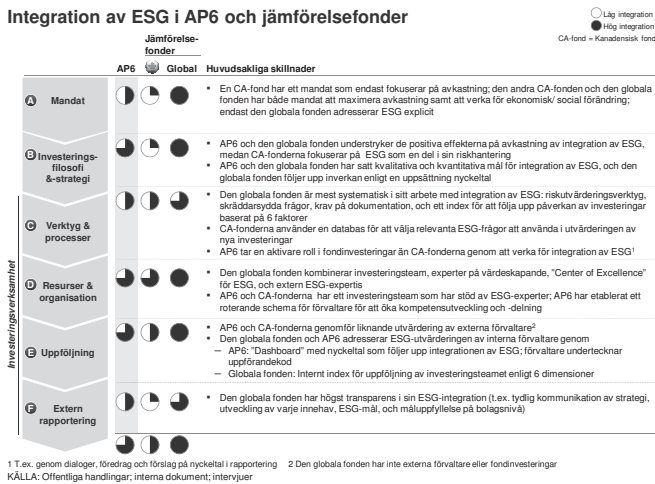 Integration av ESG i AP6 och jämförelsefonder
Låg integration
Hög integration
CA-fond = Kanadensisk fond
Jämförelse-
fonder
AP6 Global Huvudsakliga skillnader
A Mandat
▪ En CA-fond har ett mandat som endast fokuserar på avkastning; den andra CA-fonden och den globala
fonden har både mandat att maximera avkastning samt att verka för ekonomisk/ social förändring;
endast den globala fonden adresserar ESG explicit
B Investerings-
filosofi
&-strategi
▪ AP6 och den globala fonden understryker de positiva effekterna på avkastning av integration av ESG,
medan CA-fonderna fokuserar på ESG som en del i sin riskhantering
▪ AP6 och den globala fonden har satt kvalitativa och kvantitativa mål för integration av ESG, och den
globala fonden följer upp inverkan enligt en uppsättning nyckeltal
Investeringsverksamhet
C Verktyg &
processer
▪ Den globala fonden är mest systematisk i sitt arbete med integration av ESG: riskutvärderingsverktyg,
skräddarsydda frågor, krav på dokumentation, och ett index för att följa upp påverkan av investeringar
baserat på 6 faktorer
▪ CA-fonderna använder en databas för att välja relevanta ESG-frågor att använda i utvärderingen av
nya investeringar
▪ AP6 tar en aktivare roll i fondinvesteringar än CA-fonderna genom att verka för integration av ESG¹
D Resurser &
organisation
▪ Den globala fonden kombinerar investeringsteam, experter på värdeskapande, "Center of Excellence"
för ESG, och extern ESG-expertis
▪ AP6 och CA-fonderna har ett investeringsteam som har stöd av ESG-experter; AP6 har etablerat ett
roterande schema för förvaltare för att öka kompetensutveckling och -delning
E Uppföljning
▪ AP6 och CA-fonderna genomför liknande utvärdering av externa förvaltare²
▪ Den globala fonden och AP6 adresserar ESG-utvärderingen av interna förvaltare genom
– AP6: "Dashboard" med nyckeltal som följer upp integrationen av ESG; förvaltare undertecknar
uppförandekod
– Globala fonden: Internt index för uppföljning av investeringsteamet enligt 6 dimensioner
F Extern
rapportering
▪ Den globala fonden har högst transparens i sin ESG-integration (t.ex. tydlig kommunikation av strategi,
utveckling av varje innehav, ESG-mål, och måluppfyllelse på bolagsnivå)
1 T.ex. genom dialoger, föredrag och förslag på nyckeltal i rapportering 2 Den globala fonden har inte externa förvaltare eller fondinvesteringar
KÄLLA: Offentliga handlingar; interna dokument; intervjuer